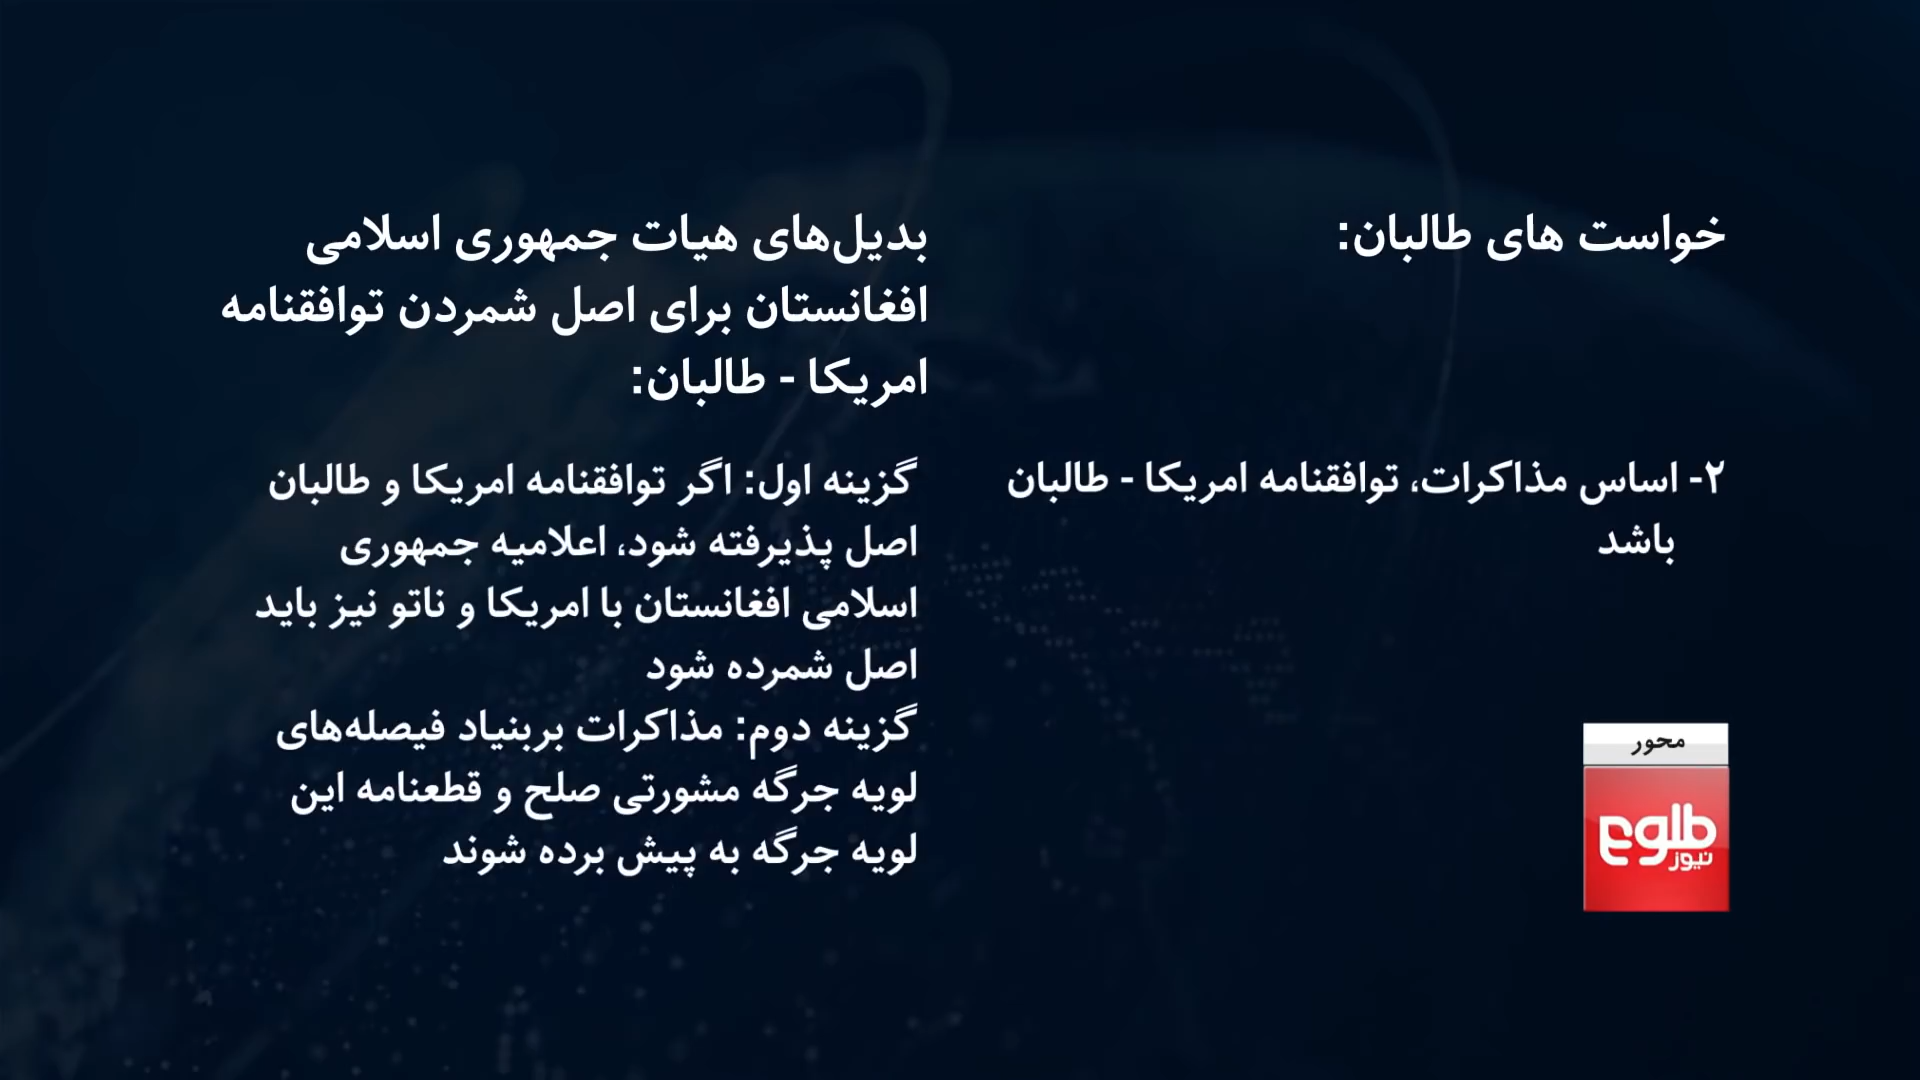 خواست های طالبان:
۲- اساس مذاکرات، توافقنامه امریکا - طالبان
باشد
بدیل‌های هیات جمهوری اسلامی
افغانستان برای اصل شمردن توافقنامه
امریکا - طالبان:
گزینه اول: اگر توافقنامه امریکا و طالبان
اصل پذیرفته شود، اعلامیه جمهوری
اسلامی افغانستان با امریکا و ناتو نیز باید
اصل شمرده شود
گزینه دوم: مذاکرات بربنیاد فیصله‌های
لویه جرگه مشورتی صلح و قطعنامه این
لویه جرگه به پیش برده شوند
محور
طلوع
نیوز